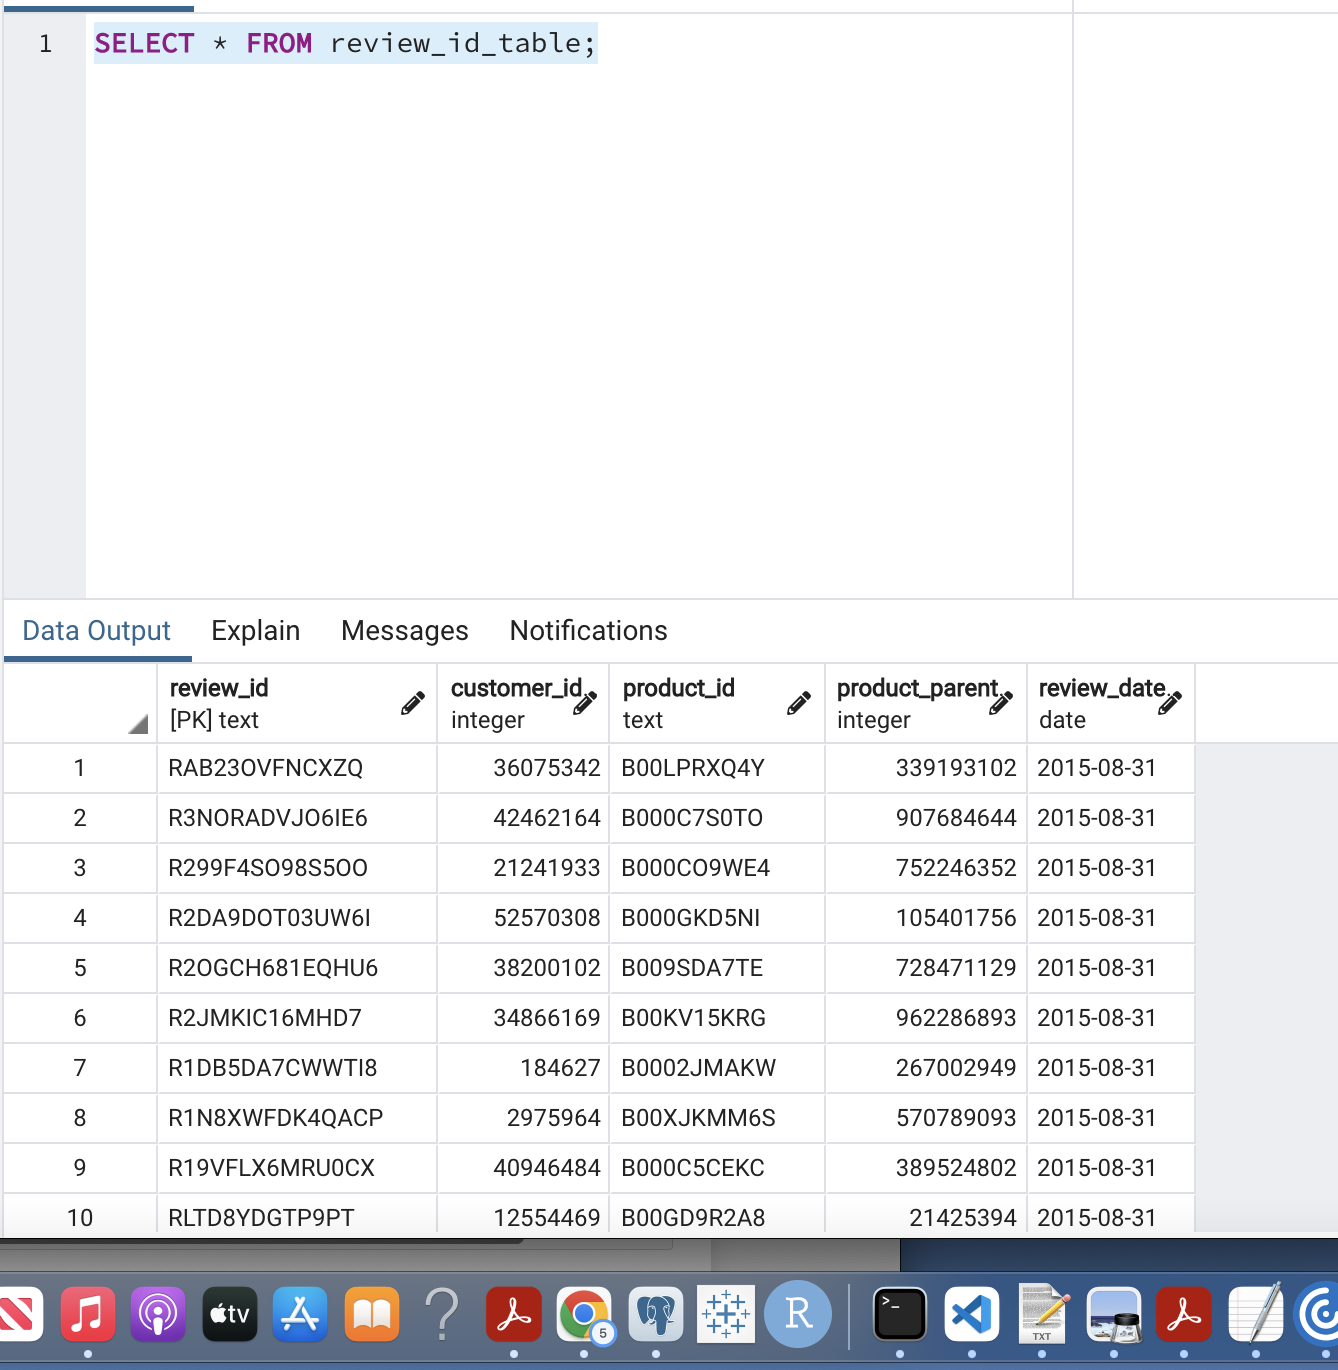 1 SELECT * FROM review_id_table;
Data Output Explain Messages Notifications
review_id customer_id product_id product_parent review_date
[PK] text integer text integer date
1 RAB23OVFNCXZQ 36075342 B00LPRXQ4Y 339193102 2015-08-31
2 R3NORADVJO6IE6 42462164 B000C7S0TO 907684644 2015-08-31
3 R299F4SO98S5OO 21241933 B000CO9WE4 752246352 2015-08-31
4 R2DA9DOT03UW6I 52570308 B000GKD5NI 105401756 2015-08-31
5 R2OGCH681EQHU6 38200102 B009SDA7TE 728471129 2015-08-31
6 R2JMKIC16MHD7 34866169 B00KV15KRG 962286893 2015-08-31
7 R1DB5DA7CWWTI8 184627 B0002JMAKW 267002949 2015-08-31
8 R1N8XWFDK4QACP 2975964 B00XJKMM6S 570789093 2015-08-31
9 R19VFLX6MRU0CX 40946484 B000C5CEKC 389524802 2015-08-31
10 RLTD8YDGTP9PT 12554469 B00GD9R2A8 21425394 2015-08-31
tv 5 R >_ TXT